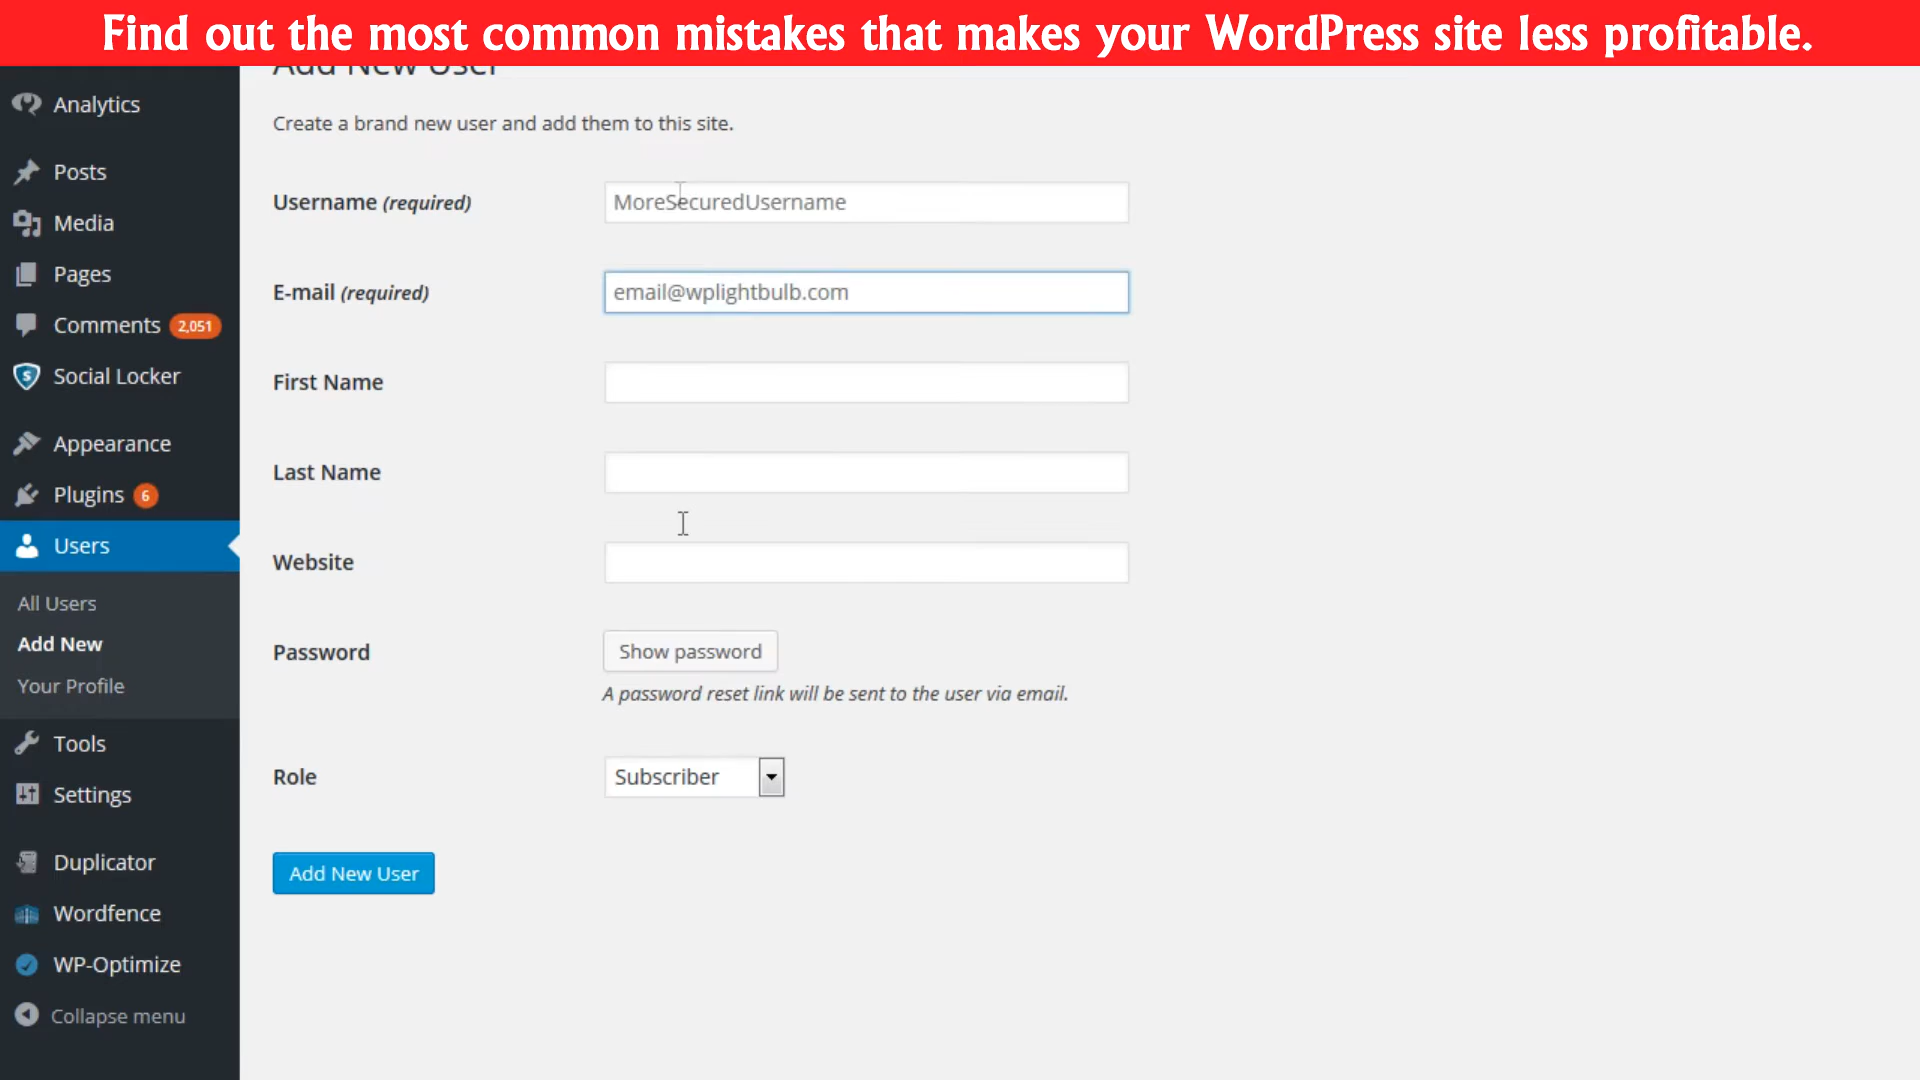 Find out the most common mistakes that makes your WordPress site less profitable.
Add New User
Analytics
Posts
Media
Pages
Comments 2,051
Social Locker
Appearance
Plugins 6
Users
All Users
Add New
Your Profile
Tools
Settings
Duplicator
Wordfence
WP-Optimize
Collapse menu
Create a brand new user and add them to this site.
Username (required) MoreSecuredUsername
E-mail (required) email@wplightbulb.com
First Name
Last Name
Website
Password Show password
A password reset link will be sent to the user via email.
Role Subscriber
Add New User